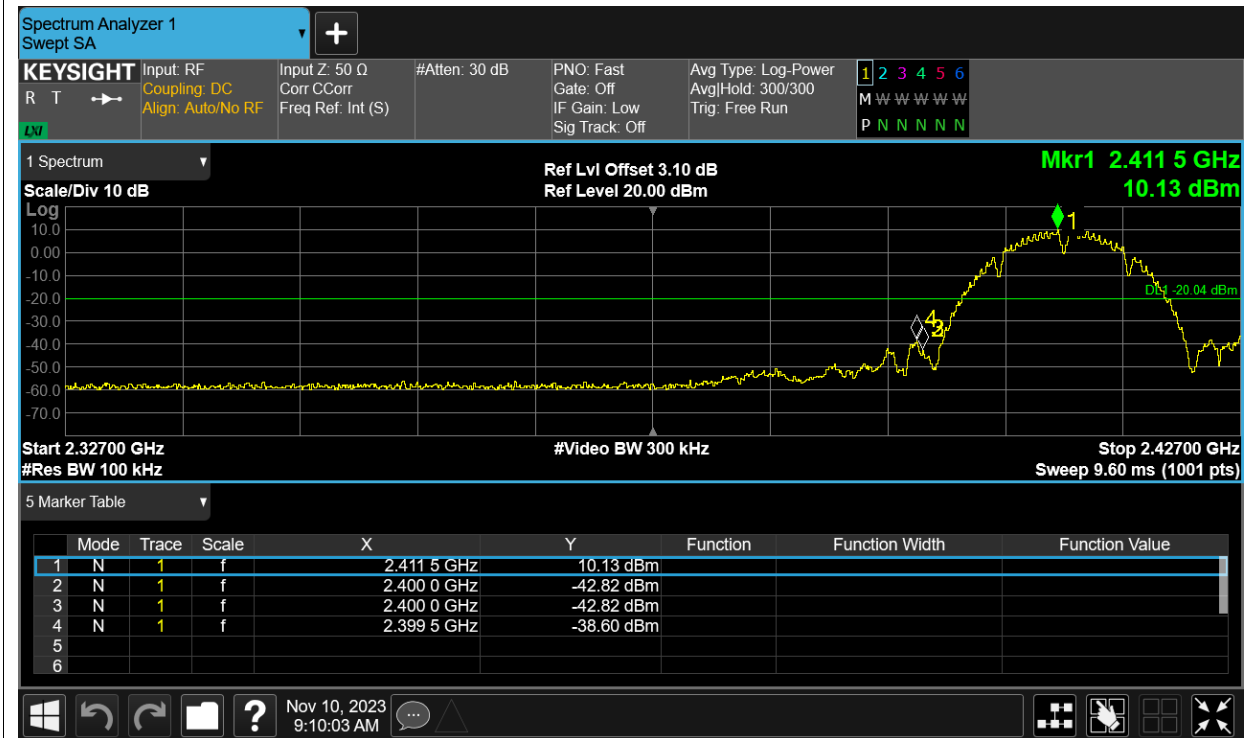 Spectrum Analyzer 1
Swept SA
+
KEYSIGHT Input: RF Input Z: 50 Ω #Atten: 30 dB PNO: Fast Avg Type: Log-Power 1 2 3 4 5 6
R T Coupling: DC Corr CCorr Gate: Off Avg|Hold: 300/300 M W W W W W W
Align: Auto/No RF Freq Ref: Int (S) IF Gain: Low Trig: Free Run P N N N N N N
LXI Sig Track: Off
1 Spectrum Ref Lvl Offset 3.10 dB Mkr1 2.411 5 GHz
Scale/Div 10 dB Ref Level 20.00 dBm 10.13 dBm
Log
10.0
0.00
-10.0
-20.0
-30.0
-40.0
-50.0
-60.0
-70.0
1
DL1 -20.04 dBm
4
Start 2.32700 GHz #Video BW 300 kHz Stop 2.42700 GHz
#Res BW 100 kHz Sweep 9.60 ms (1001 pts)
5 Marker Table
Mode Trace Scale X Y Function Function Width Function Value
1 N 1 f 2.411 5 GHz 10.13 dBm
2 N 1 f 2.400 0 GHz -42.82 dBm
3 N 1 f 2.400 0 GHz -42.82 dBm
4 N 1 f 2.399 5 GHz -38.60 dBm
5
6
? Nov 10, 2023
9:10:03 AM